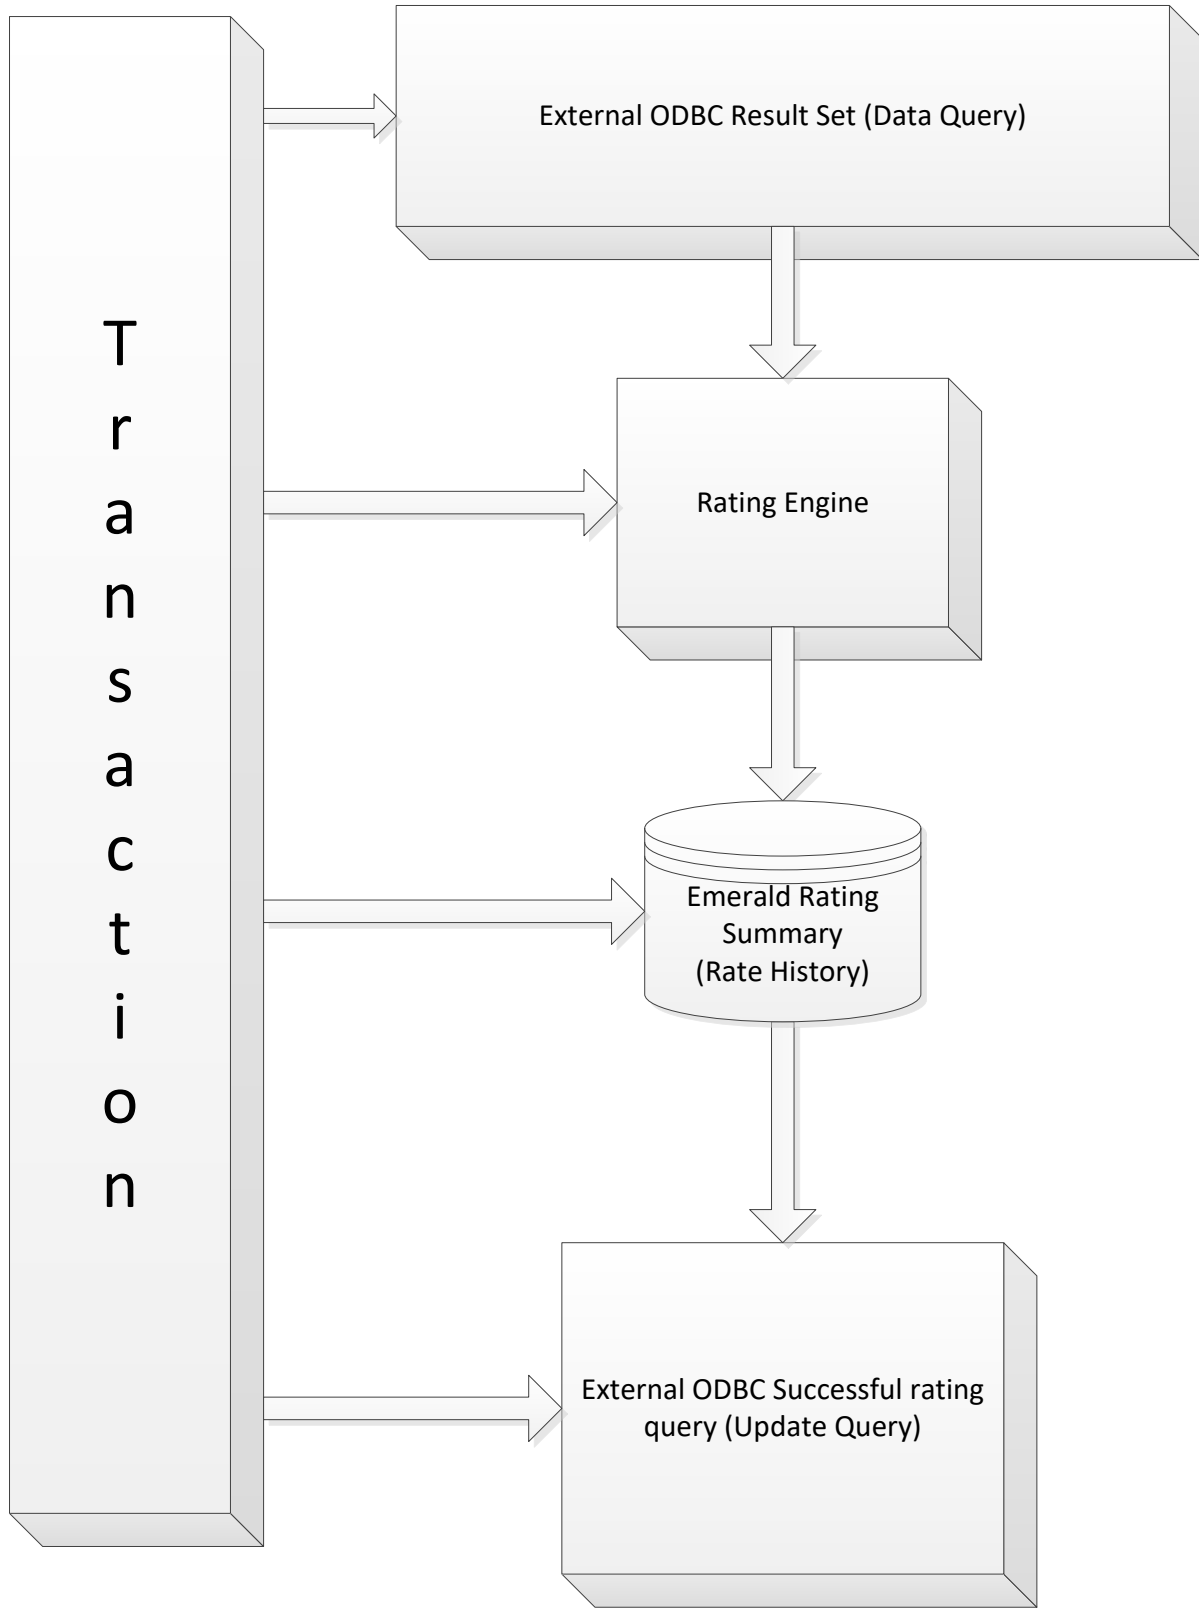 T
r
a
n
s
a
c
t
i
o
n
External ODBC Result Set (Data Query)
Rating Engine
Emerald Rating
Summary
(Rate History)
External ODBC Successful rating
query (Update Query)